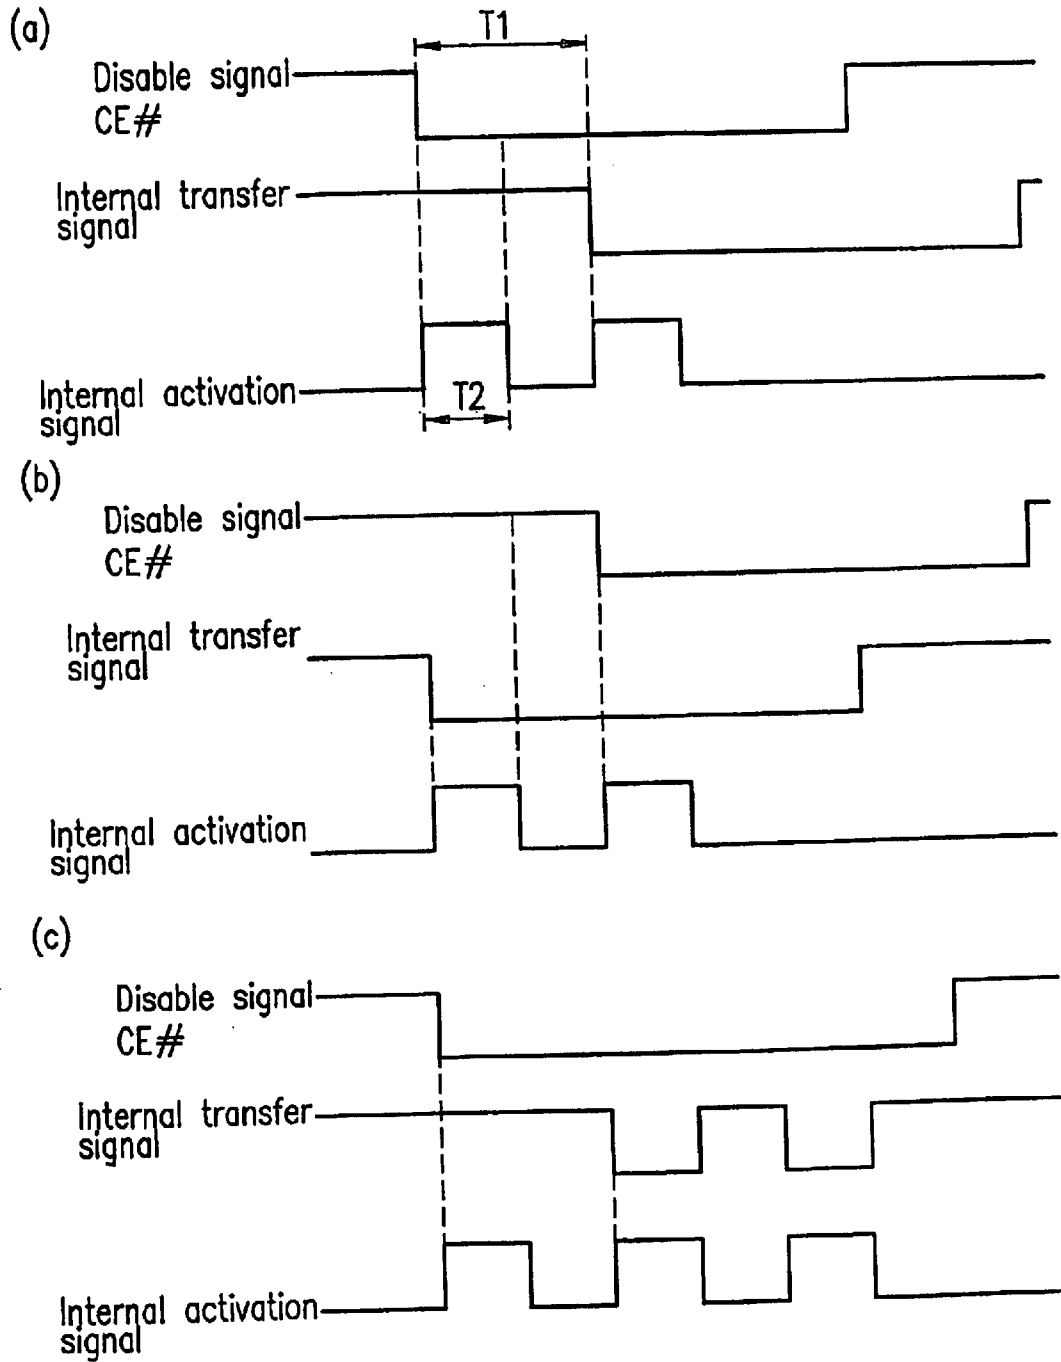 (a)
T1
Disable signal
CE#
Internal transfer
signal
Internal activation
signal
T2
(b)
Disable signal
CE#
Internal transfer
signal
Internal activation
signal
(c)
Disable signal
CE#
Internal transfer
signal
Internal activation
signal